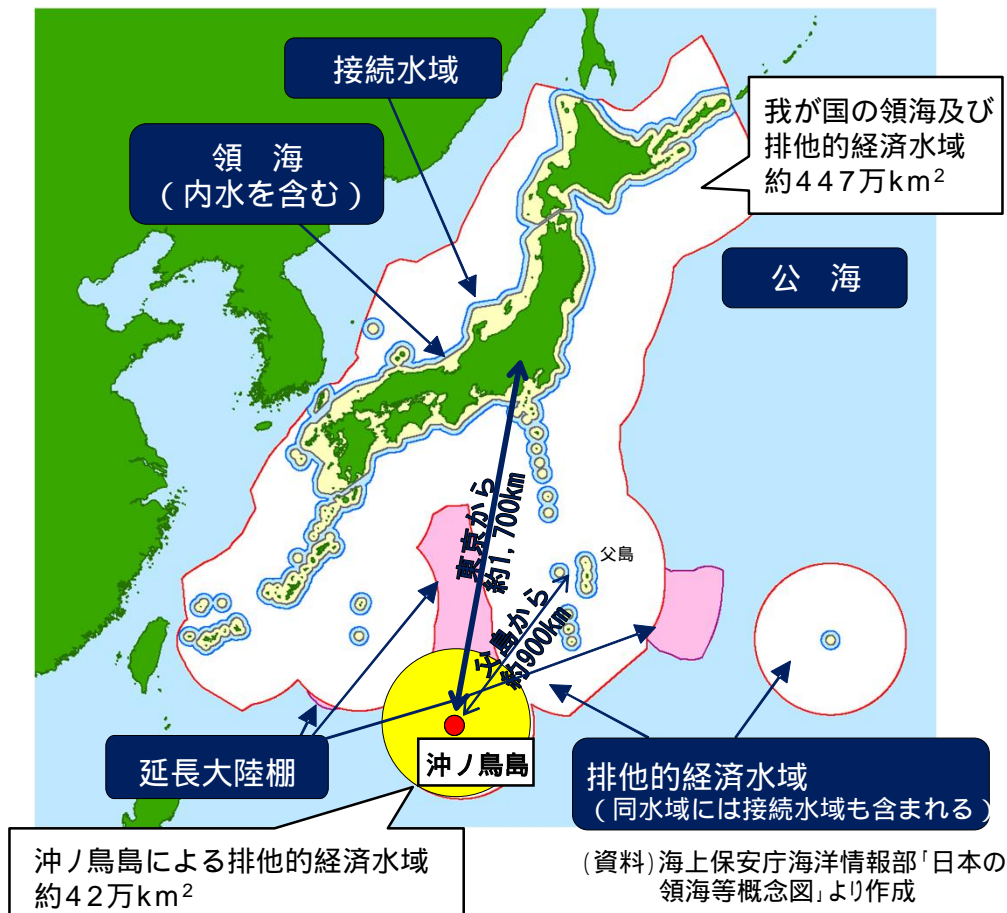 接続水域
領 海
(内水を含む)
我が国の領海及び
排他的経済水域
約447万km²
公 海
東京から
約1,700km
父島
父島から
約900km
延長大陸棚
沖ノ鳥島
排他的経済水域
(同水域には接続水域も含まれる)
沖ノ鳥島による排他的経済水域
約42万km²
(資料)海上保安庁海洋情報部「日本の
領海等概念図」より作成